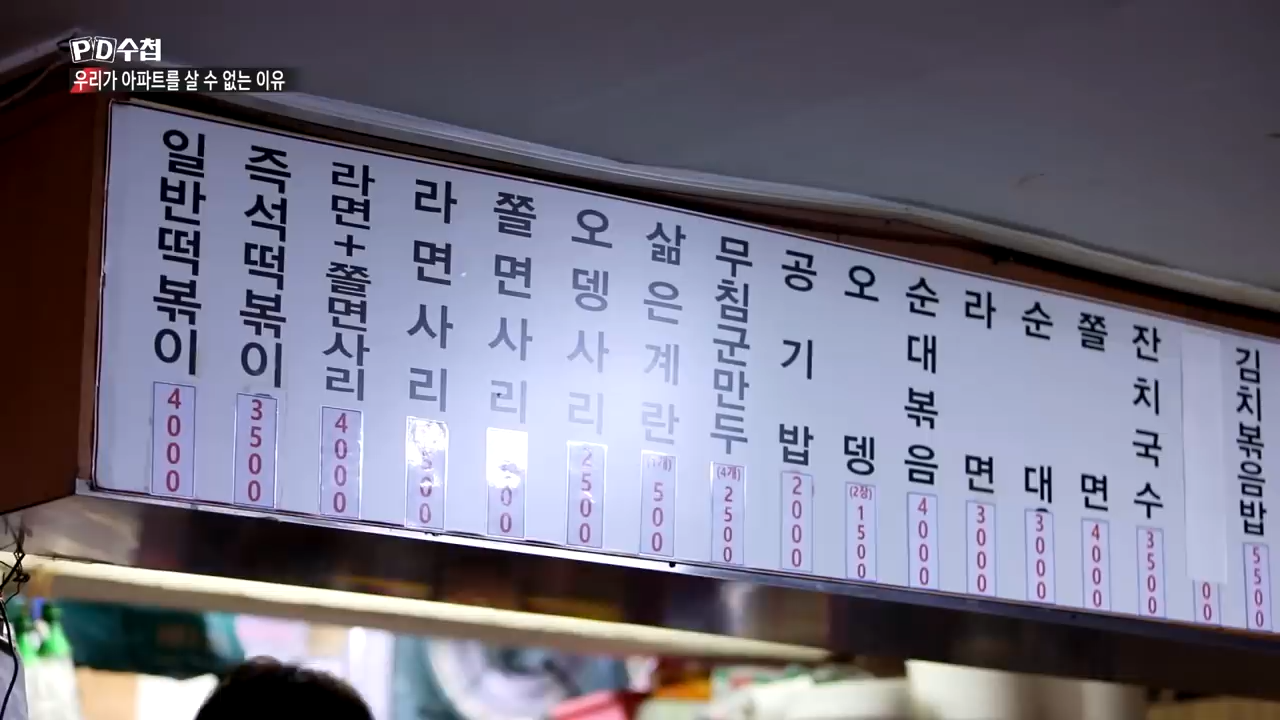 PD수첩
우리가 아파트를 살 수 없는 이유
일반떡볶이 4000
즉석떡볶이 3500
라면+쫄면사리 4000
라면사리
쫄면사리
오뎅사리 2500
삶은계란 (1개) 500
무침군만두 (4개) 2500
공기밥 2000
오뎅 (2장) 1500
순대볶음 4000
라면 3000
순대 3000
쫄면 4000
잔치국수 3500
00
김치볶음밥 5500